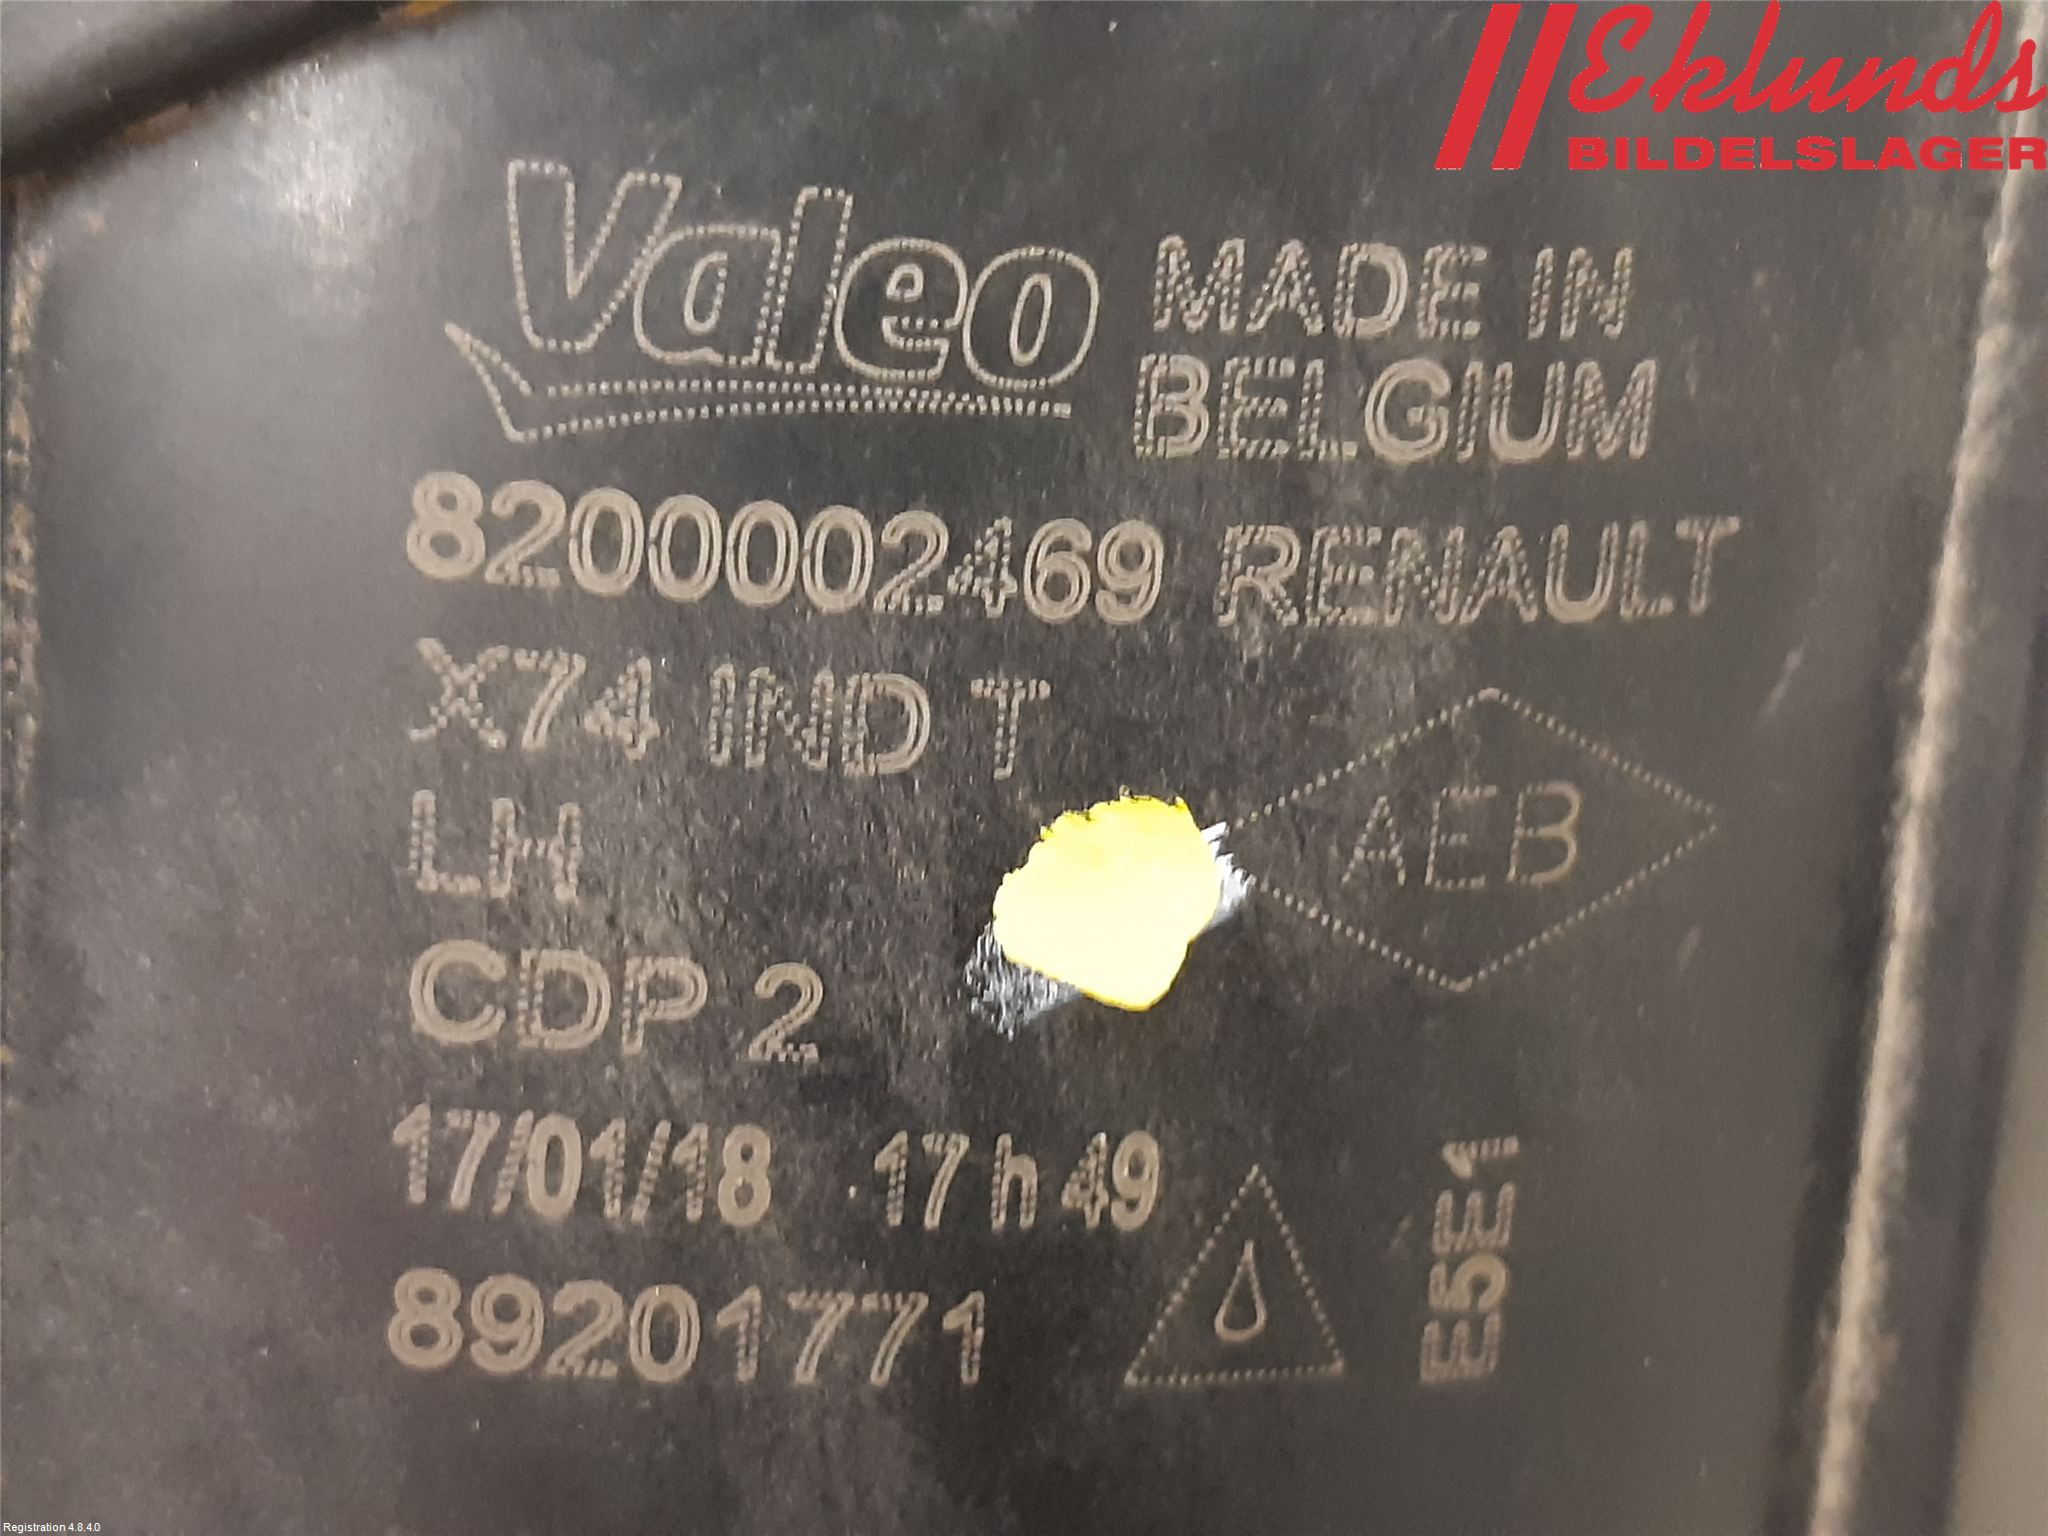 Eklunds
BILDELSLAGER
Valeo
MADE IN
BELGIUM
8200002469 RENAULT
X74 IND T
LH
AEB
CDP 2
17/01/18 17 h 49
89201771
E5E1
Registration 4.8.4.0